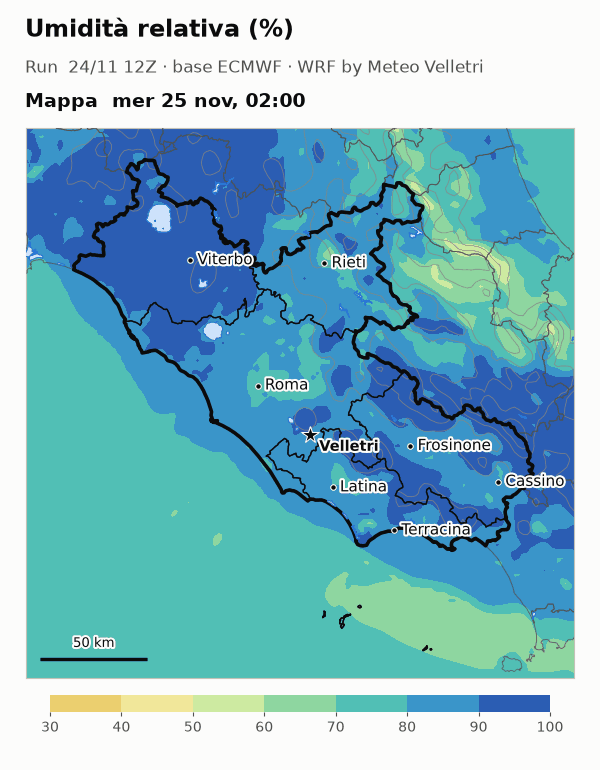 Umidità relativa (%)
Run  24/11 12Z · base ECMWF · WRF by Meteo Velletri
Mappa  mer 25 nov, 02:00
Viterbo
Rieti
Roma
Velletri
Frosinone
Latina
Cassino
Terracina
50 km
30 40 50 60 70 80 90 100